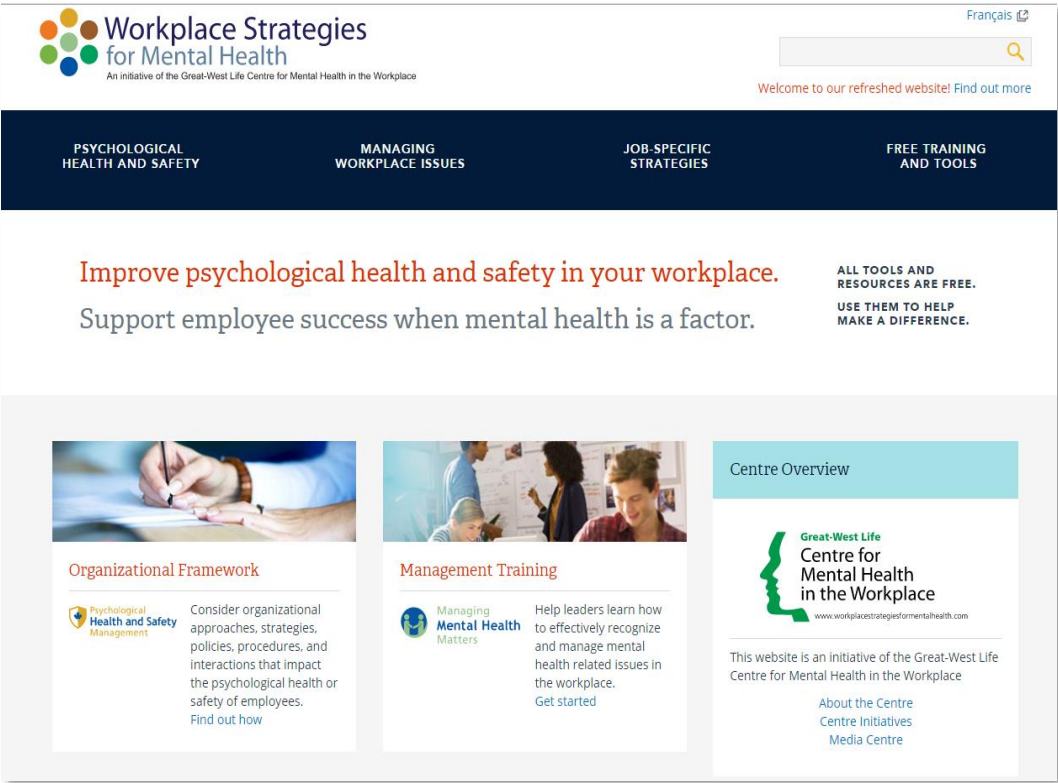 Français
Workplace Strategies
for Mental Health
An initiative of the Great-West Life Centre for Mental Health in the Workplace
Welcome to our refreshed website! Find out more
PSYCHOLOGICAL
HEALTH AND SAFETY
MANAGING
WORKPLACE ISSUES
JOB-SPECIFIC
STRATEGIES
FREE TRAINING
AND TOOLS
Improve psychological health and safety in your workplace.
Support employee success when mental health is a factor.
ALL TOOLS AND
RESOURCES ARE FREE.
USE THEM TO HELP
MAKE A DIFFERENCE.
Organizational Framework
Psychological
Health and Safety
Management
Consider organizational
approaches, strategies,
policies, procedures, and
interactions that impact
the psychological health or
safety of employees.
Find out how
Management Training
Managing
Mental Health
Matters
Help leaders learn how
to effectively recognize
and manage mental
health related issues in
the workplace.
Get started
Centre Overview
Great-West Life
Centre for
Mental Health
in the Workplace
www.workplacestrategiesformentalhealth.com
This website is an initiative of the Great-West Life
Centre for Mental Health in the Workplace
About the Centre
Centre Initiatives
Media Centre